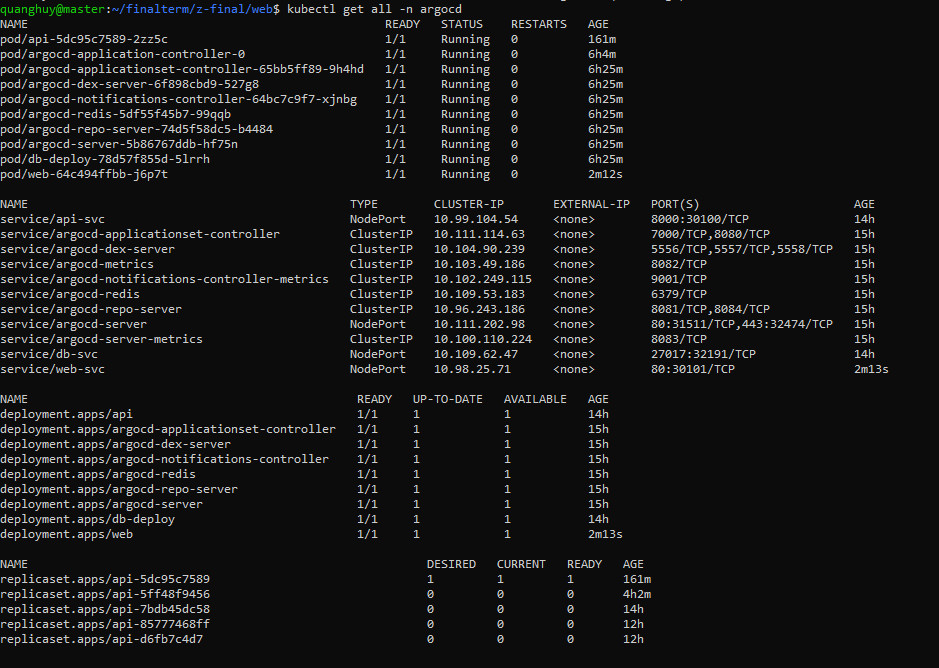 quanghuy@master:~/finalterm/z-final/web$ kubectl get all -n argocd
NAME READY STATUS RESTARTS AGE
pod/api-5dc95c7589-2zz5c 1/1 Running 0 161m
pod/argocd-application-controller-0 1/1 Running 0 6h4m
pod/argocd-applicationset-controller-65bb5ff89-9h4hd 1/1 Running 0 6h25m
pod/argocd-dex-server-6f898cbd9-527g8 1/1 Running 0 6h25m
pod/argocd-notifications-controller-64bc7c9f7-xjnbg 1/1 Running 0 6h25m
pod/argocd-redis-5df55f45b7-99qqb 1/1 Running 0 6h25m
pod/argocd-repo-server-74d5f58dc5-b4484 1/1 Running 0 6h25m
pod/argocd-server-5b86767ddb-hf75n 1/1 Running 0 6h25m
pod/db-deploy-78d57f855d-5lrrh 1/1 Running 0 6h25m
pod/web-64c494ffbb-j6p7t 1/1 Running 0 2m12s
NAME TYPE CLUSTER-IP EXTERNAL-IP PORT(S) AGE
service/api-svc NodePort 10.99.104.54 <none> 8000:30100/TCP 14h
service/argocd-applicationset-controller ClusterIP 10.111.114.63 <none> 7000/TCP,8080/TCP 15h
service/argocd-dex-server ClusterIP 10.104.90.239 <none> 5556/TCP,5557/TCP,5558/TCP 15h
service/argocd-metrics ClusterIP 10.103.49.186 <none> 8082/TCP 15h
service/argocd-notifications-controller-metrics ClusterIP 10.102.249.115 <none> 9001/TCP 15h
service/argocd-redis ClusterIP 10.109.53.183 <none> 6379/TCP 15h
service/argocd-repo-server ClusterIP 10.96.243.186 <none> 8081/TCP,8084/TCP 15h
service/argocd-server NodePort 10.111.202.98 <none> 80:31511/TCP,443:32474/TCP 15h
service/argocd-server-metrics ClusterIP 10.100.110.224 <none> 8083/TCP 15h
service/db-svc NodePort 10.109.62.47 <none> 27017:32191/TCP 14h
service/web-svc NodePort 10.98.25.71 <none> 80:30101/TCP 2m13s
NAME READY UP-TO-DATE AVAILABLE AGE
deployment.apps/api 1/1 1 1 14h
deployment.apps/argocd-applicationset-controller 1/1 1 1 15h
deployment.apps/argocd-dex-server 1/1 1 1 15h
deployment.apps/argocd-notifications-controller 1/1 1 1 15h
deployment.apps/argocd-redis 1/1 1 1 15h
deployment.apps/argocd-repo-server 1/1 1 1 15h
deployment.apps/argocd-server 1/1 1 1 15h
deployment.apps/db-deploy 1/1 1 1 14h
deployment.apps/web 1/1 1 1 2m13s
NAME DESIRED CURRENT READY AGE
replicaset.apps/api-5dc95c7589 1 1 1 161m
replicaset.apps/api-5ff48f9456 0 0 0 4h2m
replicaset.apps/api-7bdb45dc58 0 0 0 14h
replicaset.apps/api-85777468ff 0 0 0 12h
replicaset.apps/api-d6fb7c4d7 0 0 0 12h